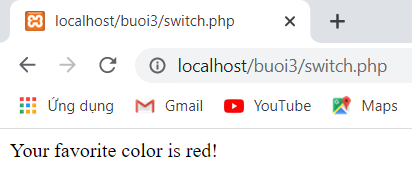 localhost/buoi3/switch.php
localhost/buoi3/switch.php
Ứng dụng Gmail YouTube Maps
Your favorite color is red!